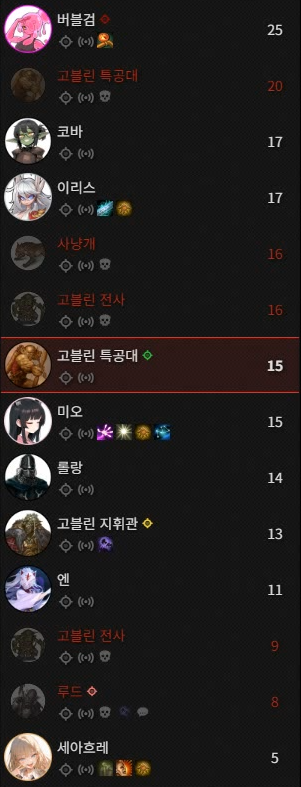 버블검 25
고블린 특공대 20
코바 17
이리스 17
사냥개 16
고블린 전사 16
고블린 특공대 15
미오 15
롤랑 14
고블린 지휘관 13
엔 11
고블린 전사 9
루드 8
세아흐레 5